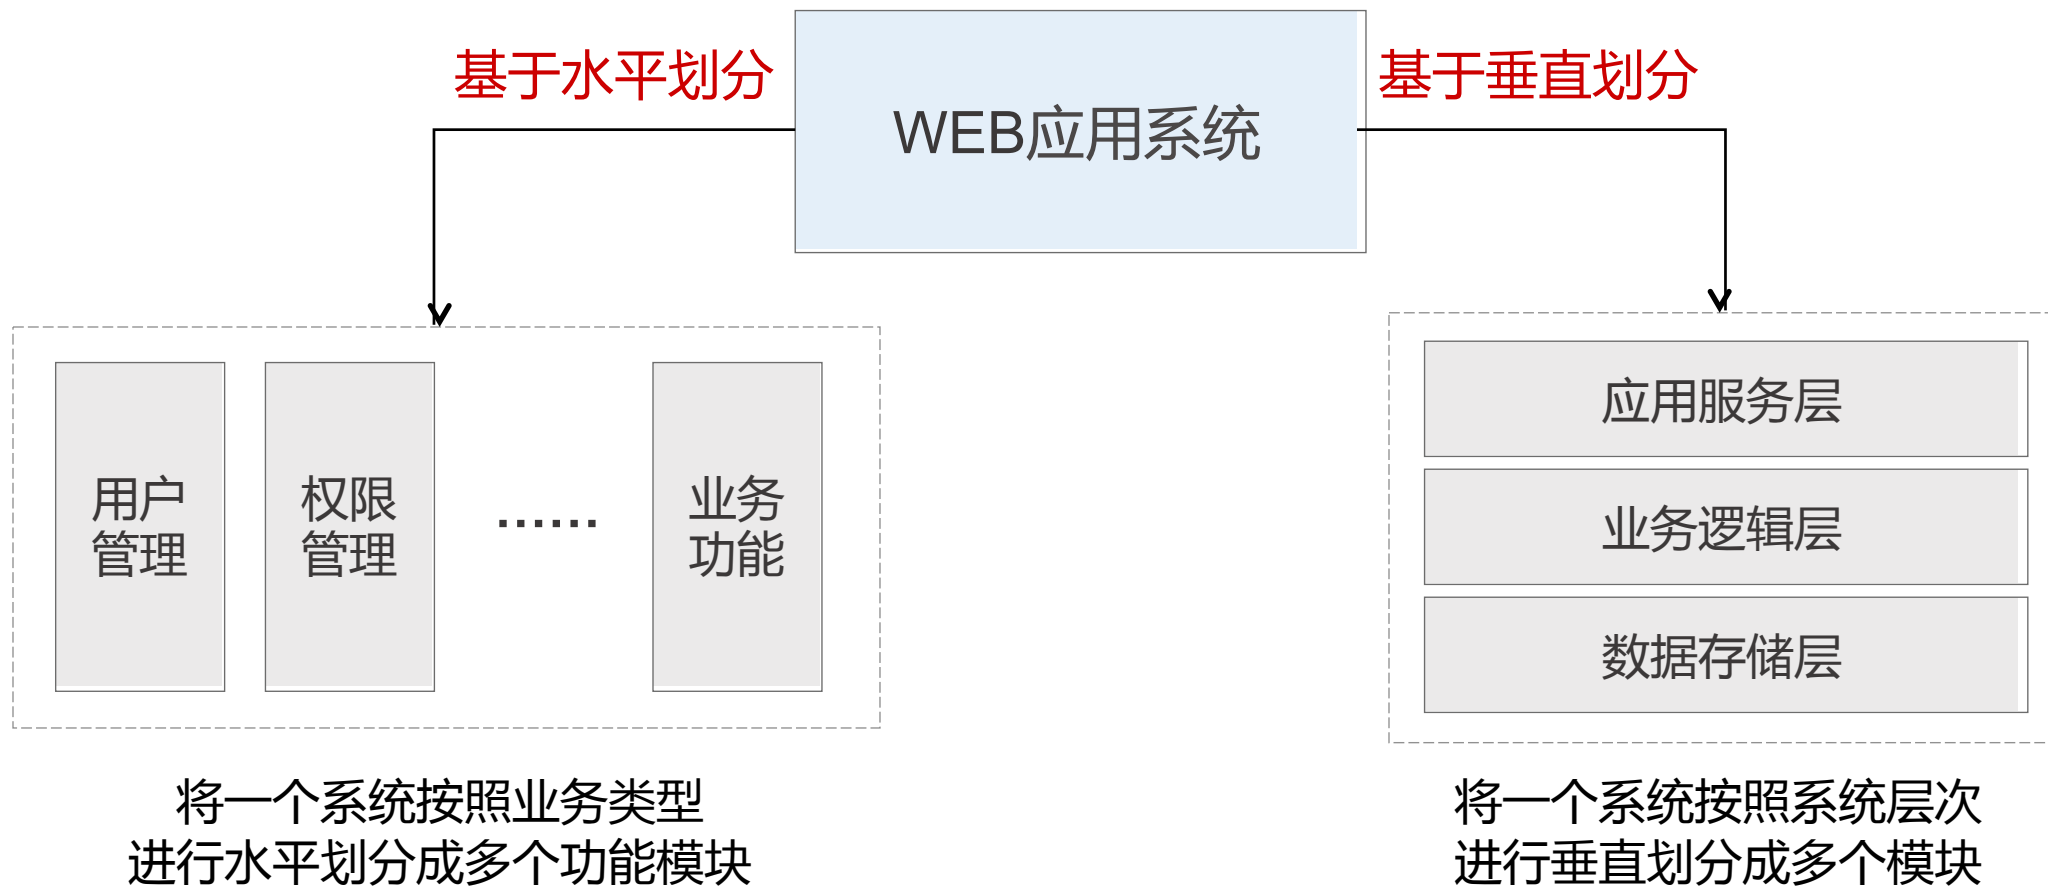 基于水平划分
WEB应用系统
基于垂直划分
用户
管理
权限
管理
……
业务
功能
应用服务层
业务逻辑层
数据存储层
将一个系统按照业务类型
进行水平划分成多个功能模块
将一个系统按照系统层次
进行垂直划分成多个模块